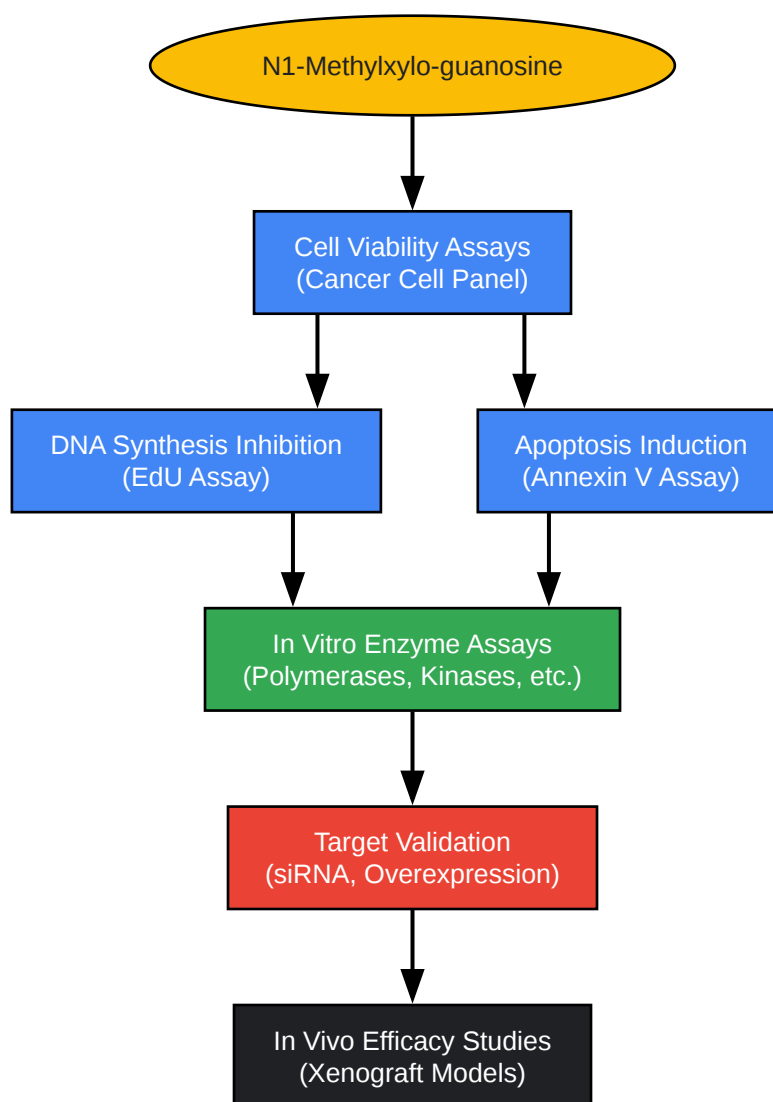 N1-Methylxylo-guanosine
Cell Viability Assays
(Cancer Cell Panel)
DNA Synthesis Inhibition
(EdU Assay)
Apoptosis Induction
(Annexin V Assay)
In Vitro Enzyme Assays
(Polymerases, Kinases, etc.)
Target Validation
(siRNA, Overexpression)
In Vivo Efficacy Studies
(Xenograft Models)